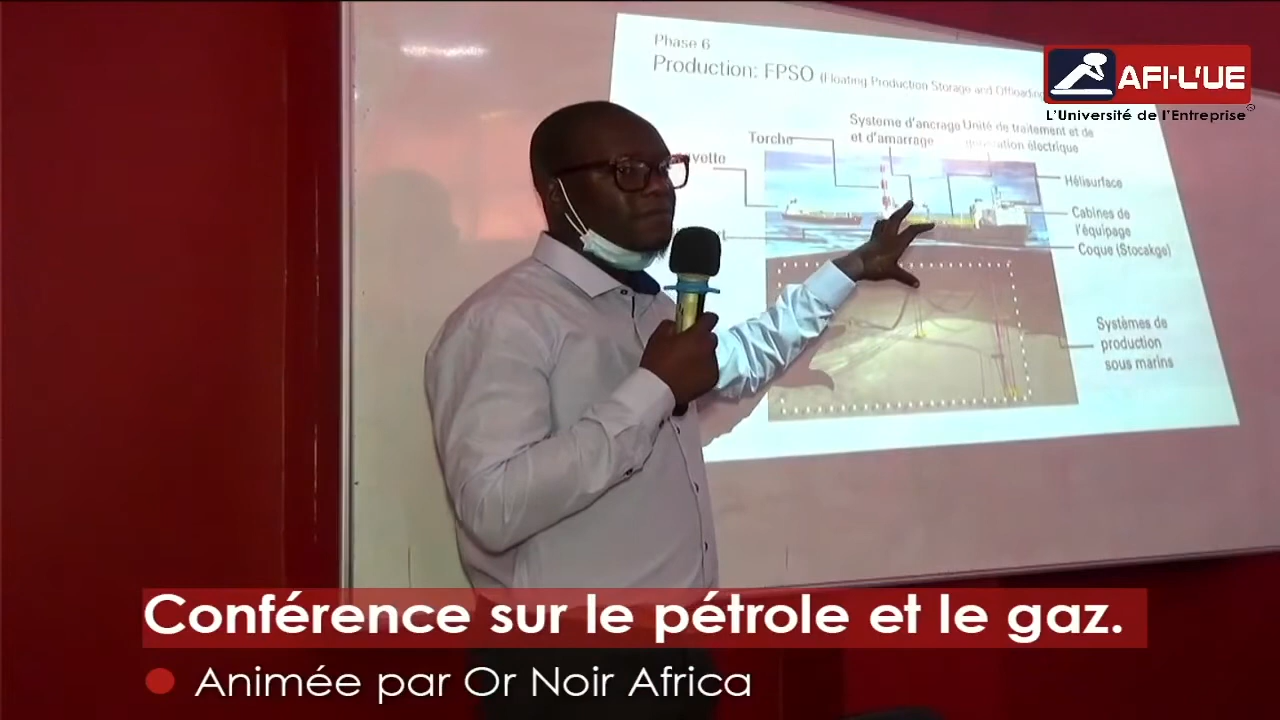 Phase 6
Production: FPSO (Floating Production Storage and Offloading
AFI-L'UE
L'Université de l'Entreprise
Systeme d'ancrage
et d'amarrage
Unité de traitement et de
génération électrique
Torche
Hélisurface
Cabines de
l'équipage
Coque (Stocakge)
Systèmes de
production
sous marins
Conférence sur le pétrole et le gaz.
Animée par Or Noir Africa